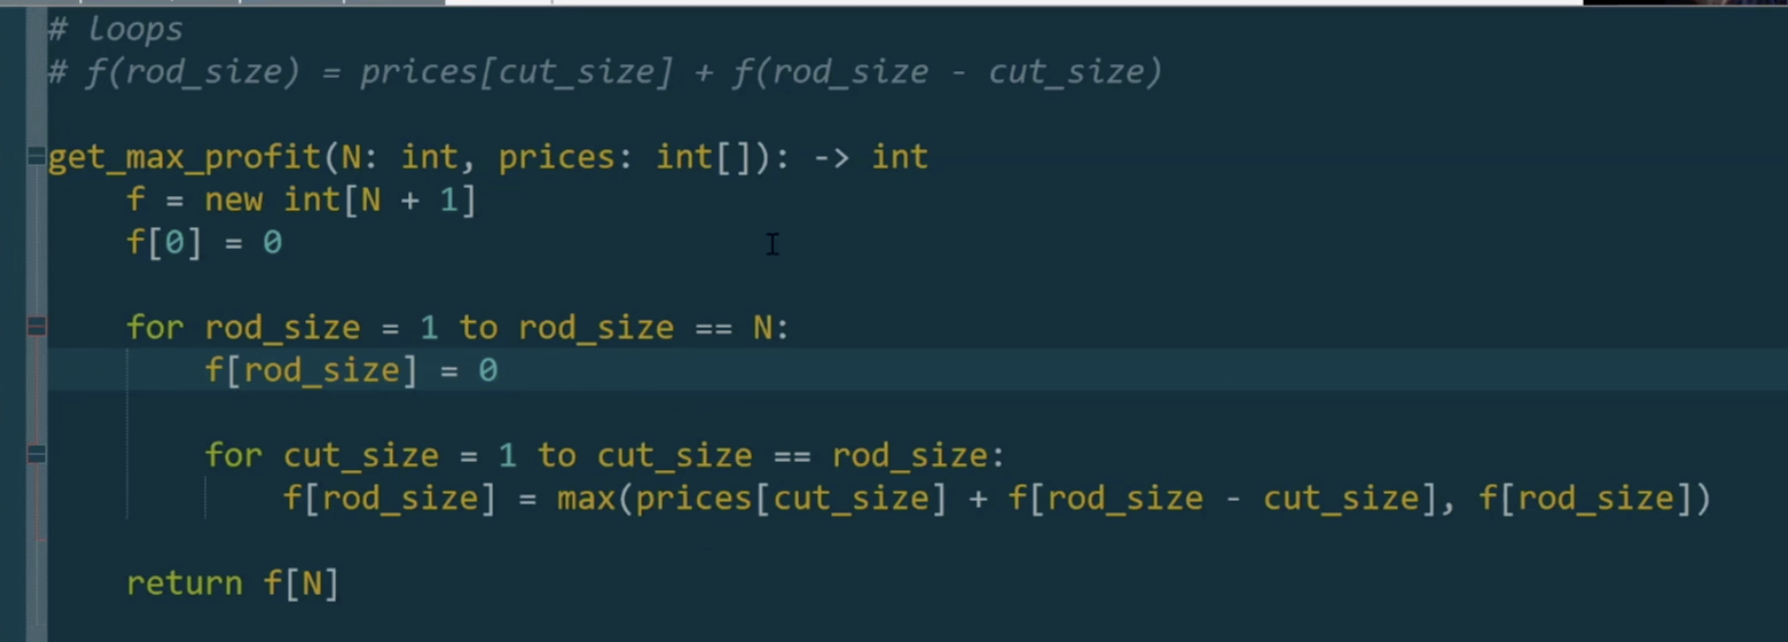 # loops
# f(rod_size) = prices[cut_size] + f(rod_size - cut_size)
get_max_profit(N: int, prices: int[]): -> int
    f = new int[N + 1]
    f[0] = 0
    for rod_size = 1 to rod_size == N:
        f[rod_size] = 0
        for cut_size = 1 to cut_size == rod_size:
            f[rod_size] = max(prices[cut_size] + f[rod_size - cut_size], f[rod_size])
    return f[N]